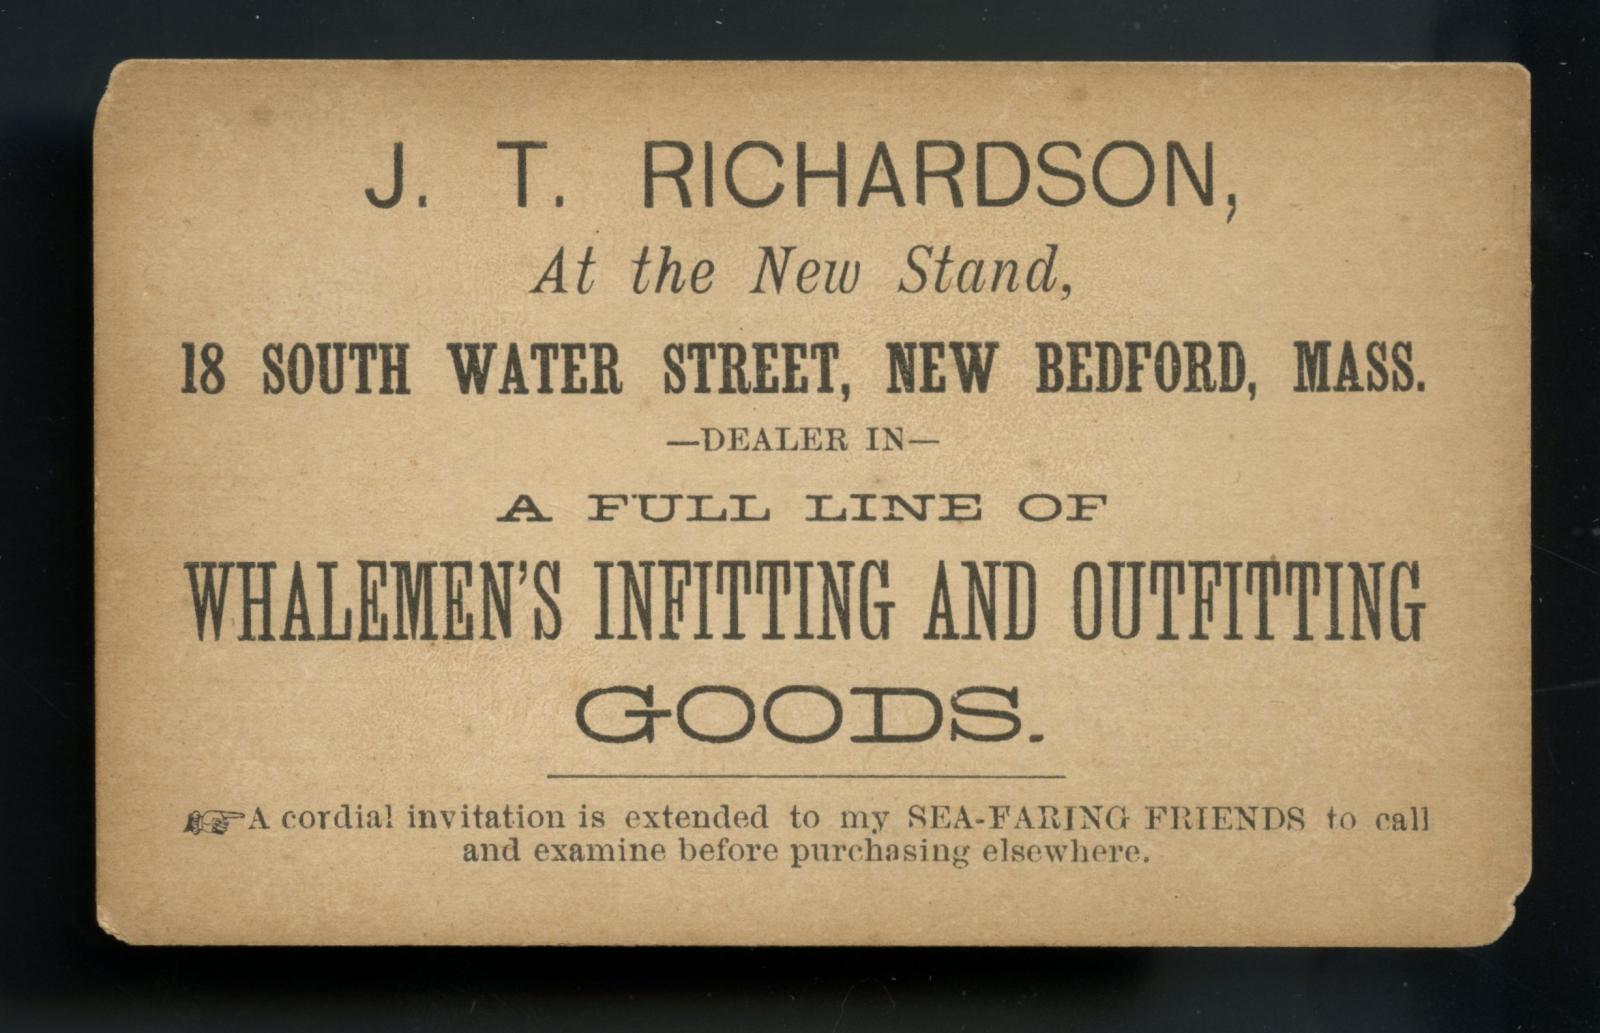 J. T. RICHARDSON,
At the New Stand,
18 SOUTH WATER STREET, NEW BEDFORD, MASS.
—DEALER IN—
A FULL LINE OF
WHALEMEN'S INFITTING AND OUTFITTING
GOODS.
☞A cordial invitation is extended to my SEA-FARING FRIENDS to call
and examine before purchasing elsewhere.